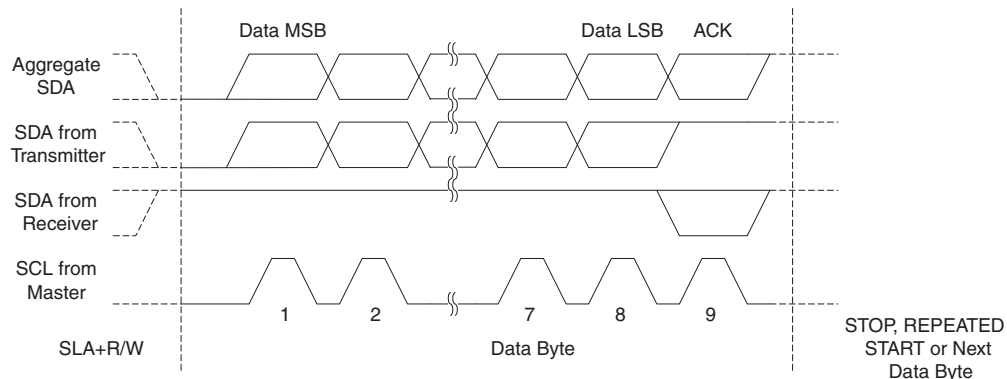 Data MSB
Data LSB
ACK
Aggregate
SDA
SDA from
Transmitter
SDA from
Receiver
SCL from
Master
1
2
7
8
9
SLA+R/W
Data Byte
STOP, REPEATED
START or Next
Data Byte